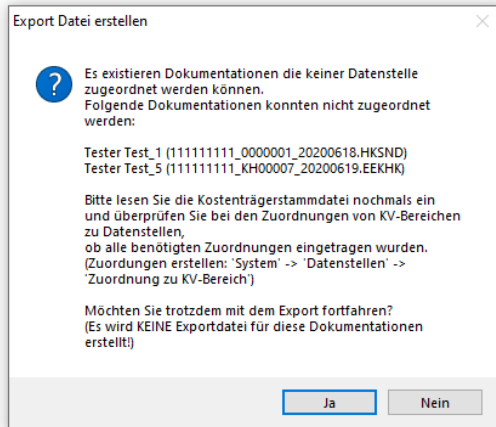 Export Datei erstellen
Es existieren Dokumentationen die keiner Datenstelle
zugeordnet werden können.
Folgende Dokumentationen konnten nicht zugeordnet
werden:
Tester Test_1 (111111111_0000001_20200618.HKSND)
Tester Test_5 (111111111_KH00007_20200619.EEKHK)
Bitte lesen Sie die Kostenträgerstammdatei nochmals ein
und überprüfen Sie bei den Zuordnungen von KV-Bereichen
zu Datenstellen,
ob alle benötigten Zuordnungen eingetragen wurden.
(Zuordungen erstellen: 'System' -> 'Datenstellen' ->
'Zuordnung zu KV-Bereich')
Möchten Sie trotzdem mit dem Export fortfahren?
(Es wird KEINE Exportdatei für diese Dokumentationen
erstellt!)
Ja
Nein